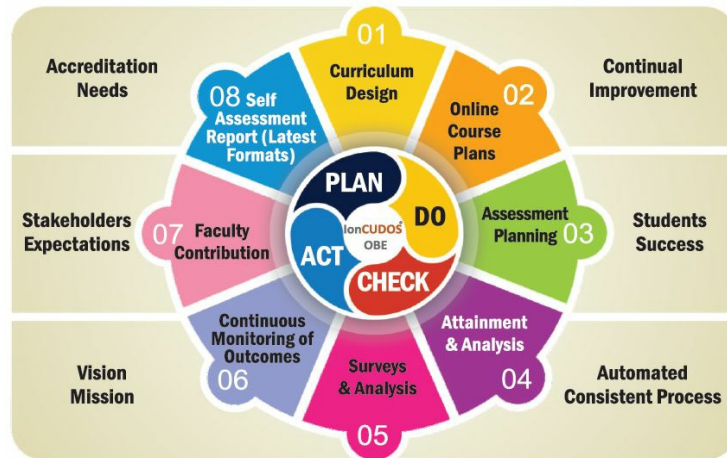 Accreditation
Needs
Stakeholders
Expectations
Vision
Mission
01
Curriculum
Design
02
Online
Course
Plans
Assessment
Planning 03
Attainment
& Analysis
04
Surveys
& Analysis
05
Continuous
Monitoring of
Outcomes
06
07 Faculty
Contribution
08 Self
Assessment
Report (Latest
Formats)
PLAN
DO
CHECK
ACT
IonCUDOS®
OBE
Continual
Improvement
Students
Success
Automated
Consistent Process